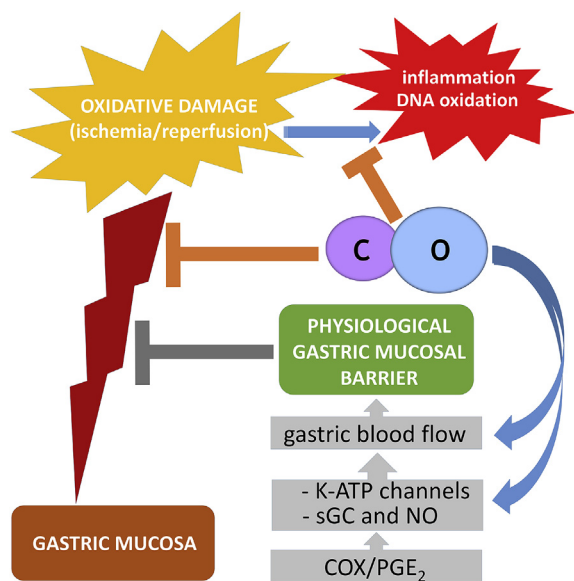 OXIDATIVE DAMAGE
(ischemia/reperfusion)
inflammation
DNA oxidation
C O
PHYSIOLOGICAL
GASTRIC MUCOSAL
BARRIER
gastric blood flow
- K-ATP channels
- sGC and NO
COX/PGE₂
GASTRIC MUCOSA